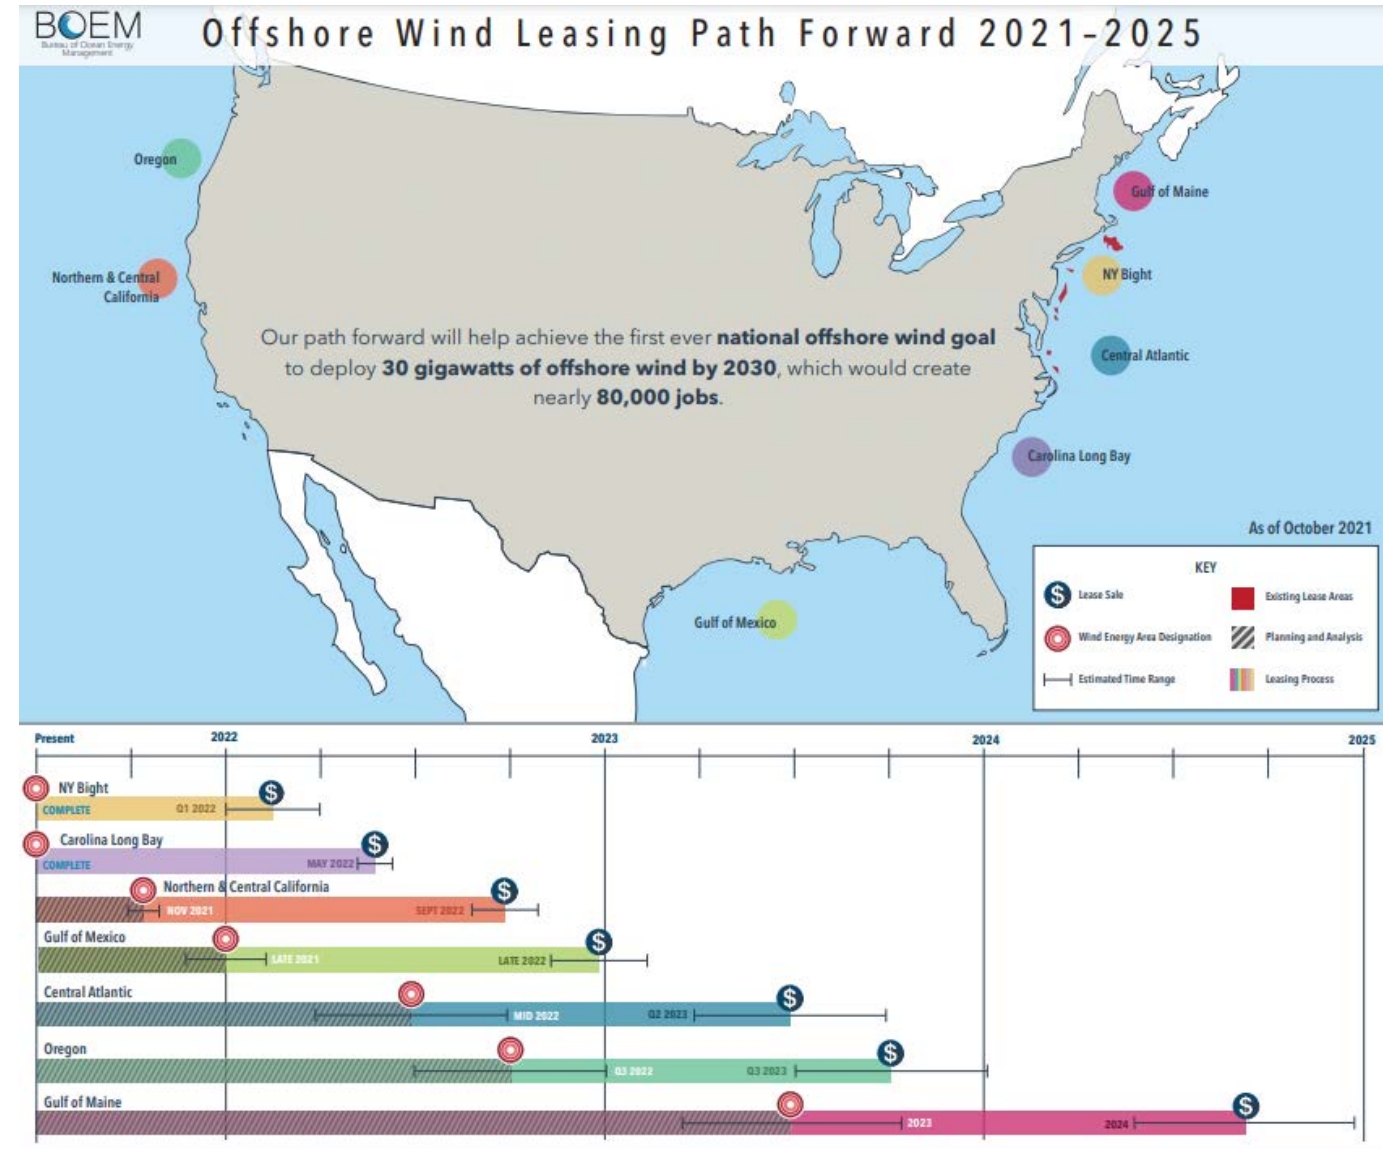 BOEM
Bureau of Ocean Energy
Management
Offshore Wind Leasing Path Forward 2021–2025
Oregon
Gulf of Maine
Northern & Central
California
NY Bight
Our path forward will help achieve the first ever national offshore wind goal
to deploy 30 gigawatts of offshore wind by 2030, which would create
nearly 80,000 jobs.
Central Atlantic
Carolina Long Bay
Gulf of Mexico
As of October 2021
KEY
$ Lease Sale
Existing Lease Areas
Wind Energy Area Designation
Planning and Analysis
Estimated Time Range
Leasing Process
Present 2022 2023 2024 2025
NY Bight $
COMPLETE Q1 2022
Carolina Long Bay $
COMPLETE MAY 2022
Northern & Central California $
NOV 2021 SEPT 2022
Gulf of Mexico $
LATE 2021 LATE 2022
Central Atlantic $
MID 2022 Q2 2023
Oregon $
Q3 2022 Q3 2023
Gulf of Maine $
2023 2024